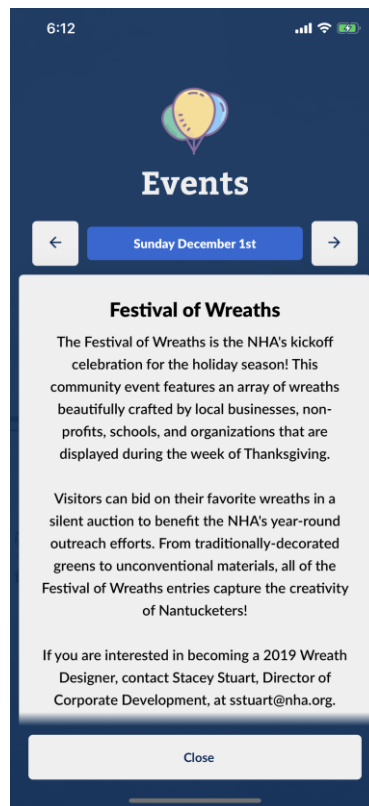 6:12
Events
Sunday December 1st
Festival of Wreaths
The Festival of Wreaths is the NHA's kickoff
celebration for the holiday season! This
community event features an array of wreaths
beautifully crafted by local businesses, non-
profits, schools, and organizations that are
displayed during the week of Thanksgiving.
Visitors can bid on their favorite wreaths in a
silent auction to benefit the NHA's year-round
outreach efforts. From traditionally-decorated
greens to unconventional materials, all of the
Festival of Wreaths entries capture the creativity
of Nantucketers!
If you are interested in becoming a 2019 Wreath
Designer, contact Stacey Stuart, Director of
Corporate Development, at sstuart@nha.org.
Close